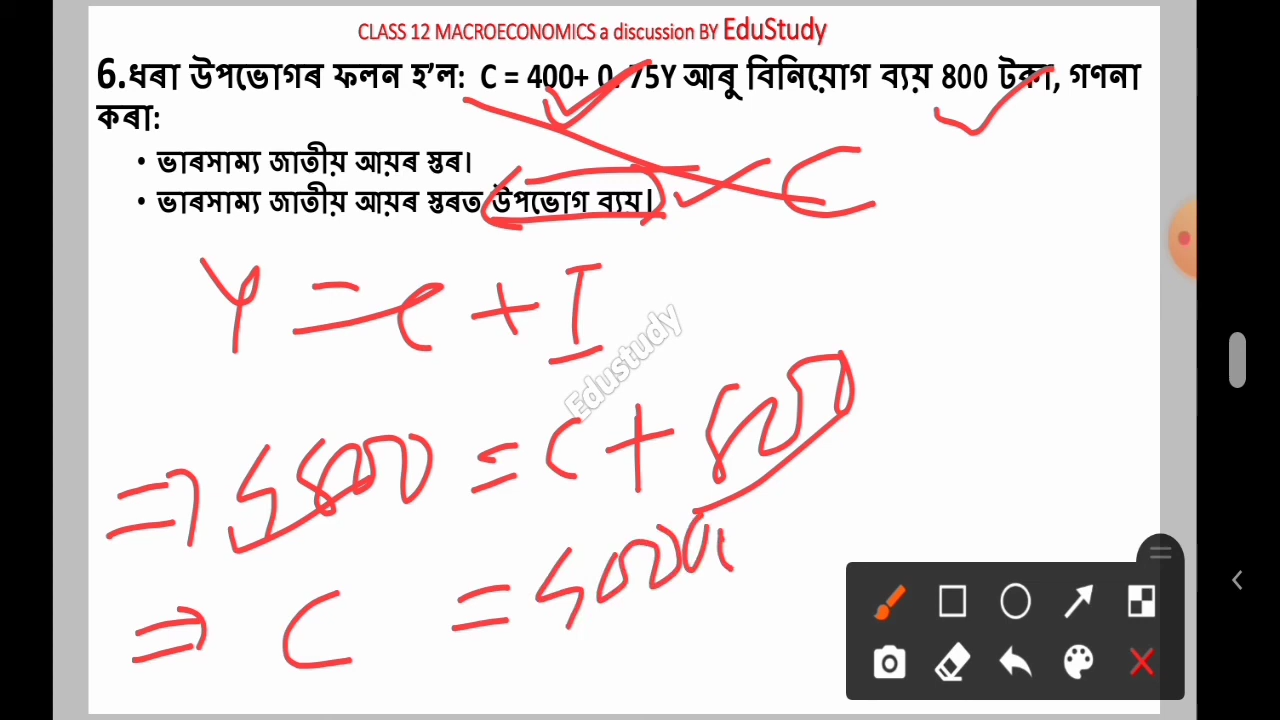 CLASS 12 MACROECONOMICS a discussion BY EduStudy
6.ধৰা উপভোগৰ ফলন হ’ল: C = 400+ 0.75Y আৰু বিনিয়োগ ব্যয় 800 টকা, গণনা
কৰা:
• ভাৰসাম্য জাতীয় আয়ৰ স্তৰ।
• ভাৰসাম্য জাতীয় আয়ৰ স্তৰত উপভোগ ব্যয়। C
Y = C + I
Edustudy
⇒ 4800 = C + 800
⇒ C = 4000